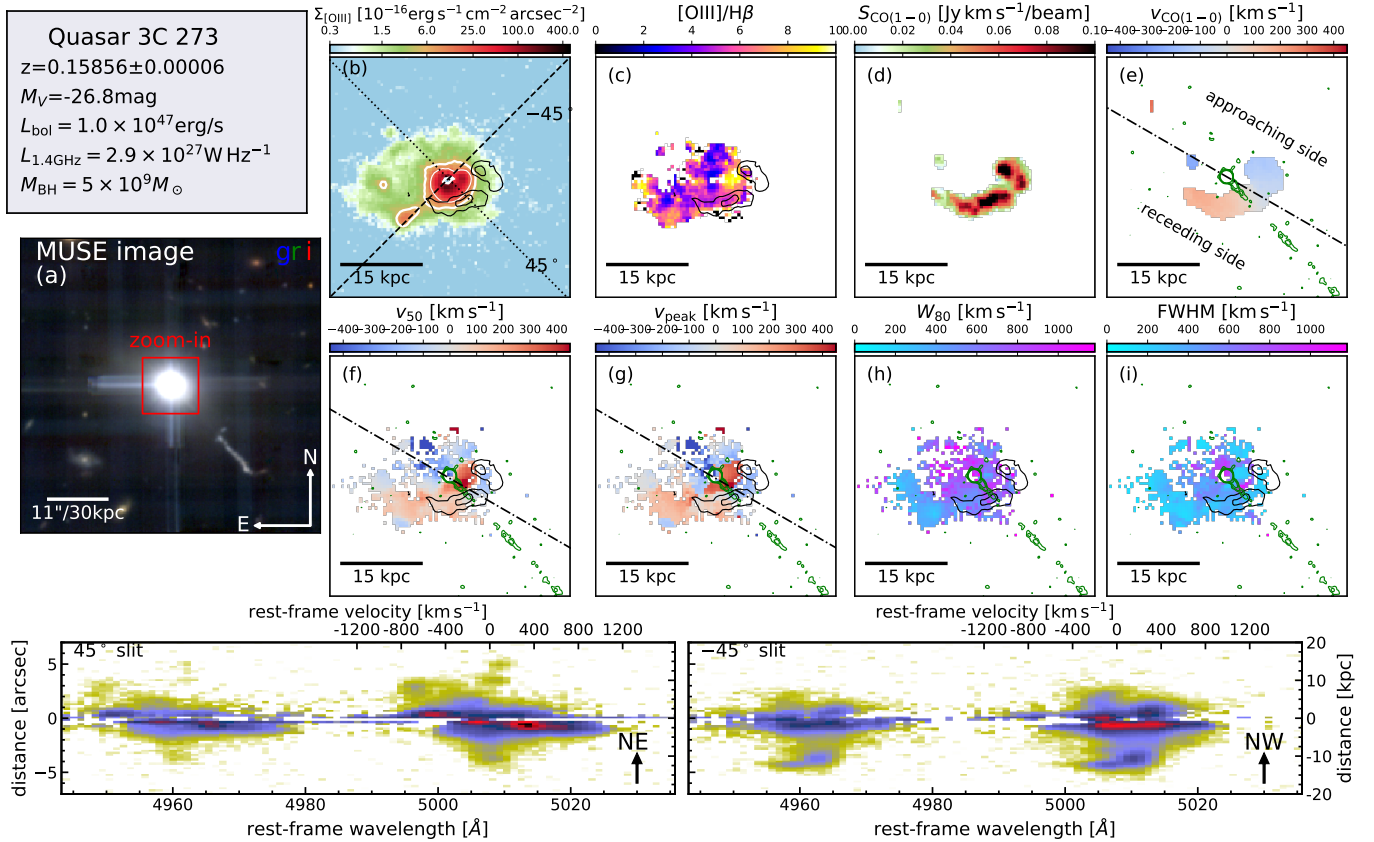 Quasar 3C 273
z=0.15856±0.00006
M_V=-26.8mag
L_bol = 1.0 × 10^47 erg/s
L_1.4GHz = 2.9 × 10^27 W Hz^−1
M_BH = 5 × 10^9 M_⊙
Σ_[OIII] [10^−16 erg s^−1 cm^−2 arcsec^−2]
0.3 1.5 6.0 25.0 100.0 400.0
(b)
−45°
45°
15 kpc
[OIII]/Hβ
0 2 4 6 8 10
(c)
15 kpc
S_CO(1−0) [Jy km s^−1/beam]
0.00 0.02 0.04 0.06 0.08 0.10
(d)
15 kpc
v_CO(1−0) [km s^−1]
−400 −300 −200 −100 0 100 200 300 400
(e)
approaching side
receeding side
15 kpc
MUSE image
g r i
(a)
zoom-in
11"/30kpc
N
E
v_50 [km s^−1]
−400 −300 −200 −100 0 100 200 300 400
(f)
15 kpc
v_peak [km s^−1]
−400 −300 −200 −100 0 100 200 300 400
(g)
15 kpc
W_80 [km s^−1]
0 200 400 600 800 1000
(h)
15 kpc
FWHM [km s^−1]
0 200 400 600 800 1000
(i)
15 kpc
rest-frame velocity [km s^−1]
-1200 -800 -400 0 400 800 1200
45° slit
distance [arcsec]
5
0
−5
NE
4960 4980 5000 5020
rest-frame wavelength [Å]
rest-frame velocity [km s^−1]
-1200 -800 -400 0 400 800 1200
−45° slit
20
10
0
-10
-20
distance [kpc]
NW
4960 4980 5000 5020
rest-frame wavelength [Å]